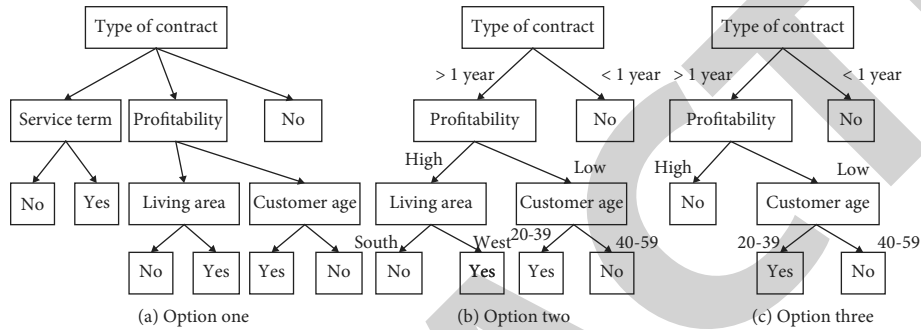 Type of contract
Service term
Profitability
No
No
Yes
Living area
Customer age
No
Yes
Yes
No
(a) Option one
Type of contract
> 1 year
< 1 year
Profitability
No
High
Low
Living area
Customer age
South
West
20-39
40-59
No
Yes
Yes
No
(b) Option two
Type of contract
> 1 year
< 1 year
Profitability
No
High
Low
No
Customer age
20-39
40-59
Yes
No
(c) Option three